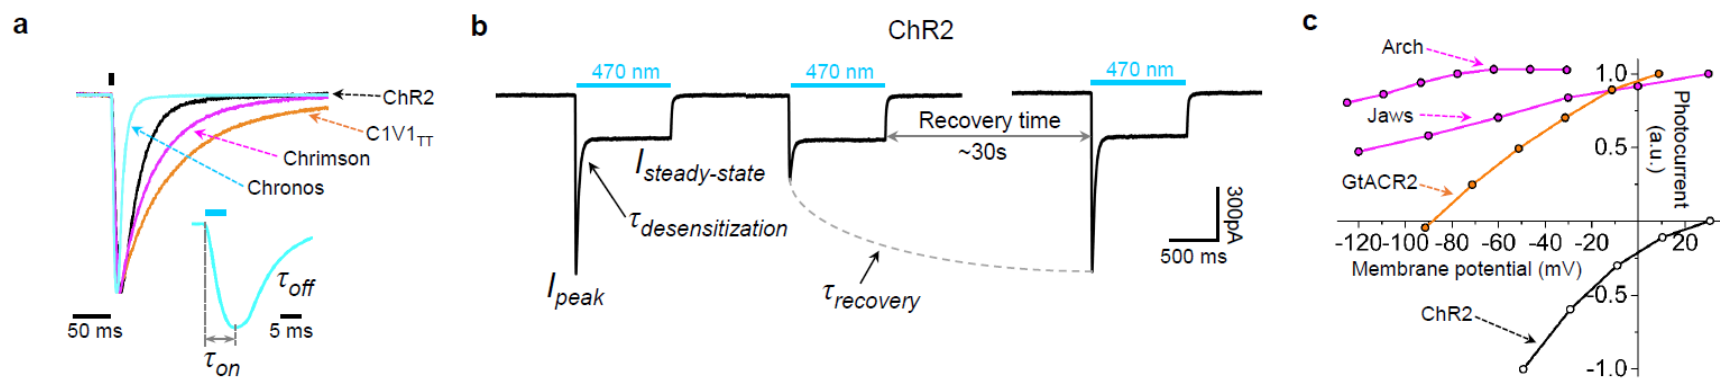 a
ChR2
C1V1TT
Chrimson
Chronos
τoff
50 ms
5 ms
τon
b
ChR2
470 nm
470 nm
470 nm
Recovery time
~30s
Isteady-state
τdesensitization
Ipeak
τrecovery
300pA
500 ms
c
Arch
Jaws
GtACR2
ChR2
1.0
0.5
-0.5
-1.0
Photocurrent
(a.u.)
-120 -100 -80 -60 -40 -20 20
Membrane potential (mV)